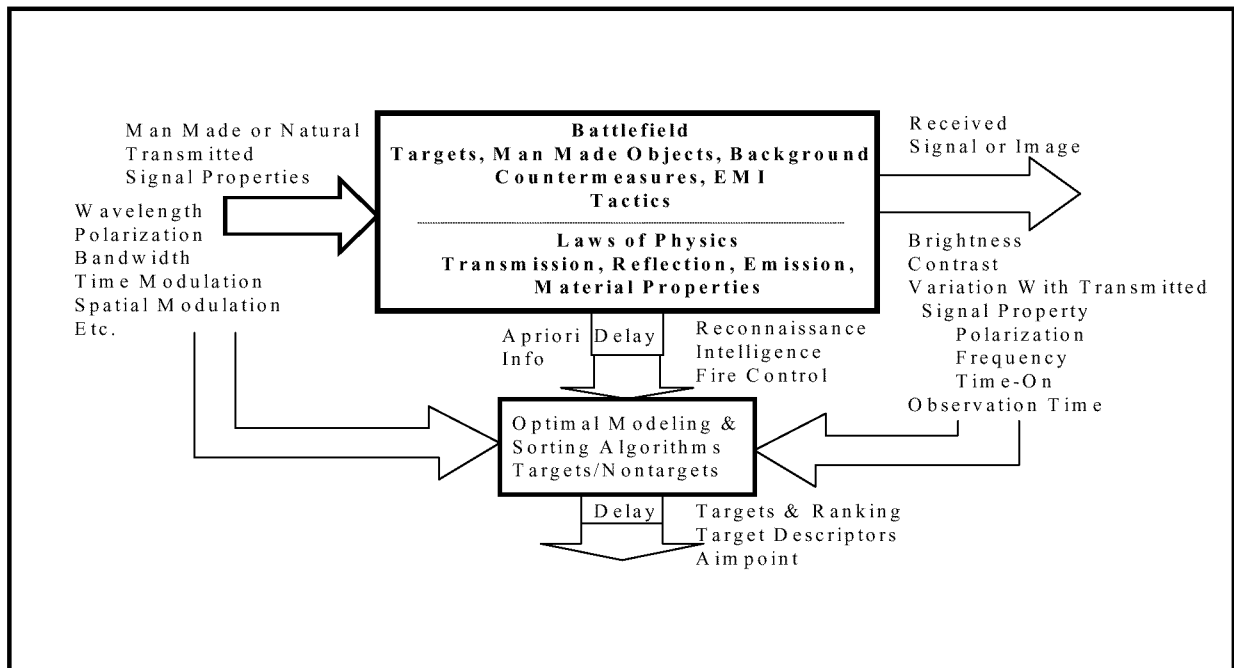 Man Made or Natural
Transmitted
Signal Properties
Wavelength
Polarization
Bandwidth
Time Modulation
Spatial Modulation
Etc.
Battlefield
Targets, Man Made Objects, Background
Countermeasures, EMI
Tactics
Laws of Physics
Transmission, Reflection, Emission,
Material Properties
Received
Signal or Image
Brightness
Contrast
Variation With Transmitted
Signal Property
Polarization
Frequency
Time-On
Observation Time
Apriori
Info
Delay
Reconnaissance
Intelligence
Fire Control
Optimal Modeling &
Sorting Algorithms
Targets/Nontargets
Delay
Targets & Ranking
Target Descriptors
Aimpoint